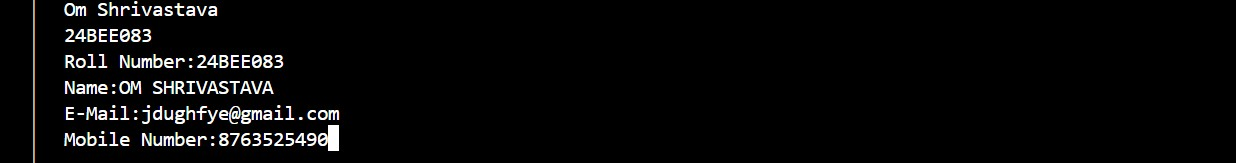 Om Shrivastava
24BEE083
Roll Number:24BEE083
Name:OM SHRIVASTAVA
E-Mail:jdughfye@gmail.com
Mobile Number:8763525490